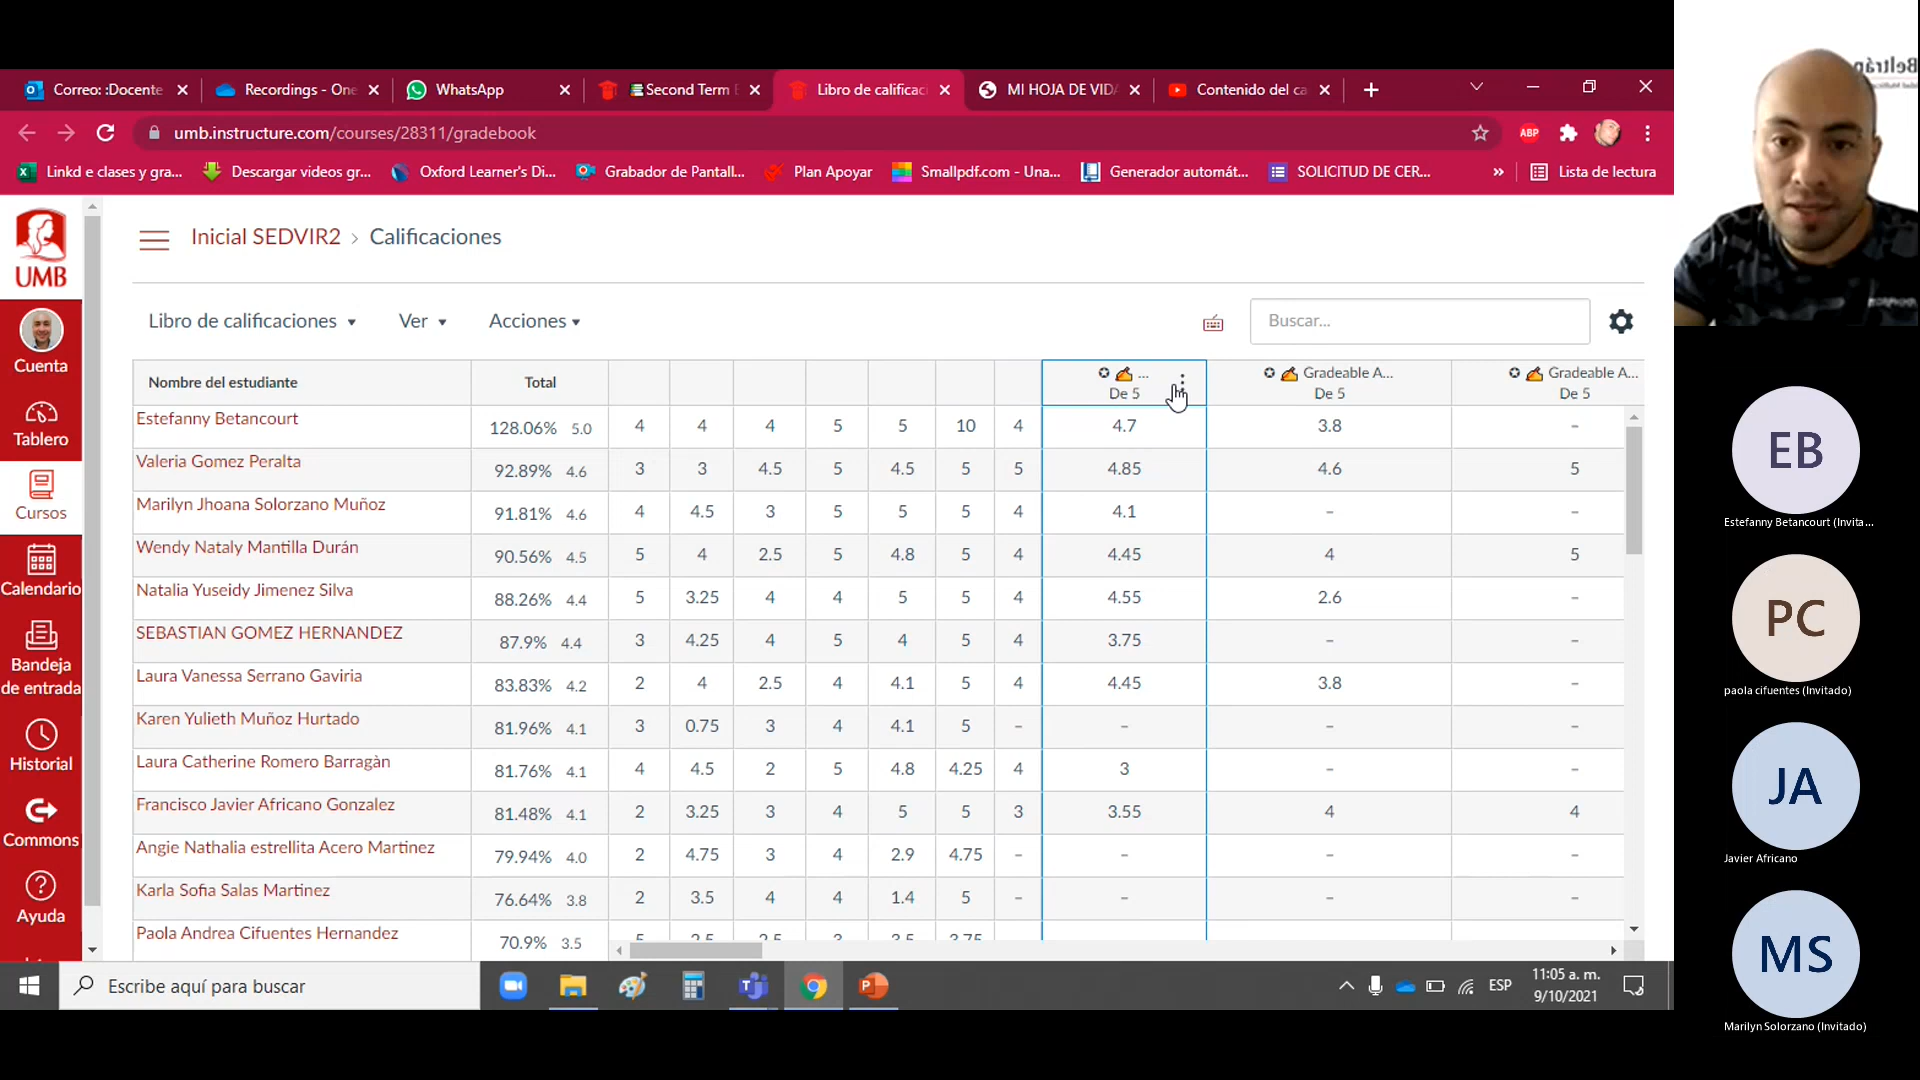 Correo: :Docente
Recordings - One
WhatsApp
Second Term E
Libro de calificac
MI HOJA DE VIDA
Contenido del ca
umb.instructure.com/courses/28311/gradebook
ABP
Linkd e clases y gra...
Descargar videos gr...
Oxford Learner's Di...
Grabador de Pantall...
Plan Apoyar
Smallpdf.com - Una...
Generador automát...
SOLICITUD DE CER...
»
Lista de lectura
UMB
Cuenta
Tablero
Cursos
Calendario
Bandeja
de entrada
Historial
Commons
Ayuda
Inicial SEDVIR2 › Calificaciones
Libro de calificaciones
Ver
Acciones
Buscar...
Nombre del estudiante Total ... De 5 Gradeable A... De 5 Gradeable A... De 5
Estefanny Betancourt 128.06% 5.0 4 4 4 5 5 10 4 4.7 3.8 –
Valeria Gomez Peralta 92.89% 4.6 3 3 4.5 5 4.5 5 5 4.85 4.6 5
Marilyn Jhoana Solorzano Muñoz 91.81% 4.6 4 4.5 3 5 5 5 4 4.1 – –
Wendy Nataly Mantilla Durán 90.56% 4.5 5 4 2.5 5 4.8 5 4 4.45 4 5
Natalia Yuseidy Jimenez Silva 88.26% 4.4 5 3.25 4 4 5 5 4 4.55 2.6 –
SEBASTIAN GOMEZ HERNANDEZ 87.9% 4.4 3 4.25 4 5 4 5 4 3.75 – –
Laura Vanessa Serrano Gaviria 83.83% 4.2 2 4 2.5 4 4.1 5 4 4.45 3.8 –
Karen Yulieth Muñoz Hurtado 81.96% 4.1 3 0.75 3 4 4.1 5 – – – –
Laura Catherine Romero Barragàn 81.76% 4.1 4 4.5 2 5 4.8 4.25 4 3 – –
Francisco Javier Africano Gonzalez 81.48% 4.1 2 3.25 3 4 5 5 3 3.55 4 4
Angie Nathalia estrellita Acero Martinez 79.94% 4.0 2 4.75 3 4 2.9 4.75 – – – –
Karla Sofia Salas Martinez 76.64% 3.8 2 3.5 4 4 1.4 5 – – – –
Paola Andrea Cifuentes Hernandez 70.9% 3.5
Escribe aquí para buscar
ESP
11:05 a. m.
9/10/2021
Beltrán
EB
Estefanny Betancourt (Invita...
PC
paola cifuentes (Invitado)
JA
Javier Africano
MS
Marilyn Solorzano (Invitado)